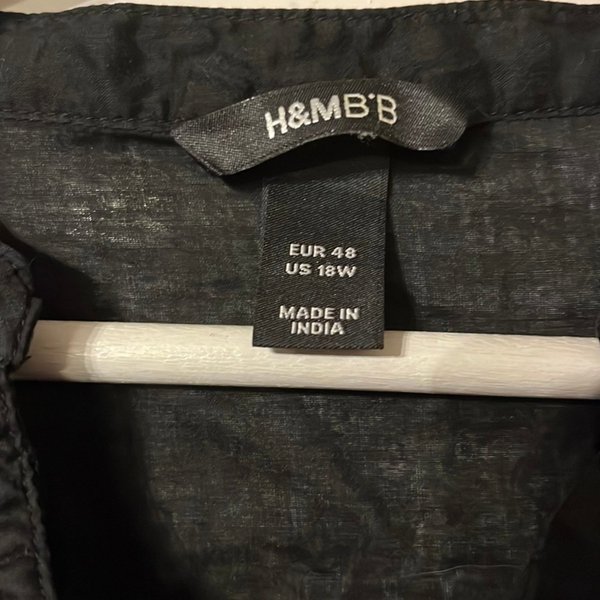 H&MB·B
EUR 48
US 18W
MADE IN
INDIA